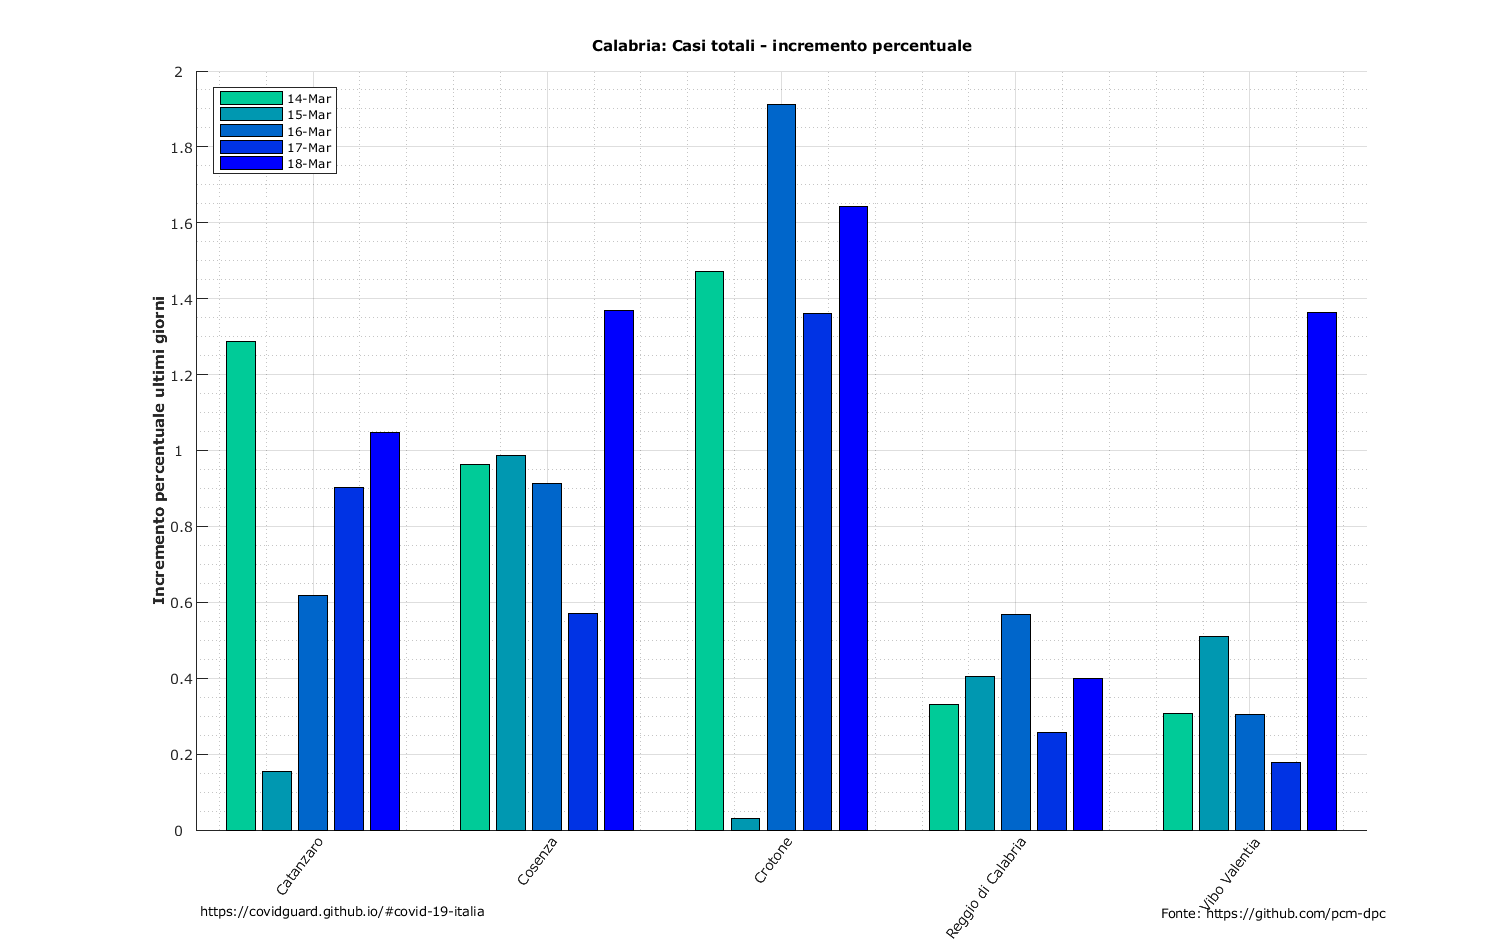 Calabria: Casi totali - incremento percentuale
Incremento percentuale ultimi giorni
2
1.8
1.6
1.4
1.2
1
0.8
0.6
0.4
0.2
0
14-Mar
15-Mar
16-Mar
17-Mar
18-Mar
Catanzaro
Cosenza
Crotone
Reggio di Calabria
Vibo Valentia
https://covidguard.github.io/#covid-19-italia
Fonte: https://github.com/pcm-dpc